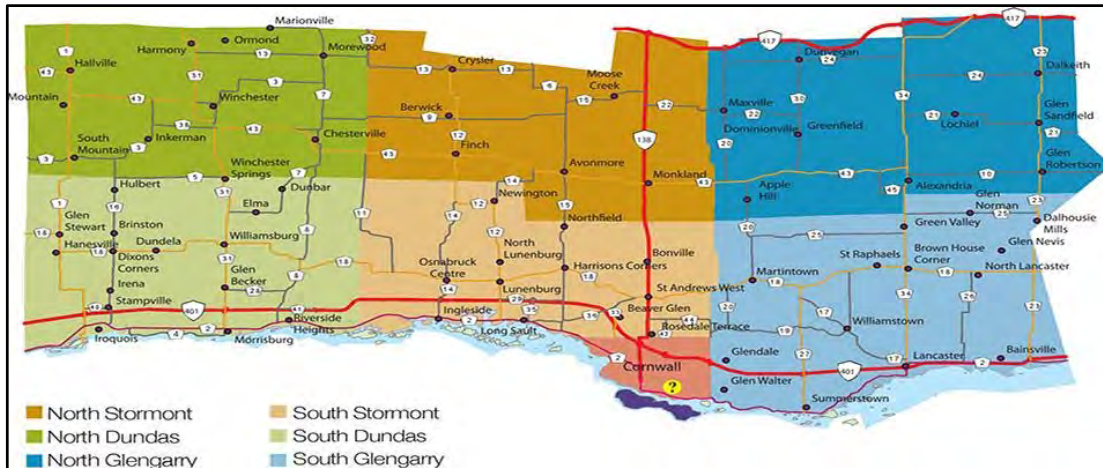 Marionville
417
Ormond
Harmony
Morewood
Hallville
Crysler
Dunvegan
Dalkeith
Moose
Creek
Mountain
Winchester
Berwick
Maxville
Glen
Sandfield
Inkerman
Chesterville
Finch
138
Dominionville
Greenfield
Lochiel
South
Mountain
Avonmore
Glen
Robertson
Winchester
Springs
Monkland
Apple
Hill
Alexandria
Hulbert
Dunbar
Newington
Glen
Norman
Elma
Northfield
Green Valley
Dalhousie
Mills
Glen
Stewart
Brinston
Williamsburg
North
Lunenburg
Bonville
Glen Nevis
Hanesville
Dundela
Dixons
Corners
Osnabruck
Centre
Harrisons Corners
Martintown
St Raphaels
Brown House
Corner
North Lancaster
Irena
Glen
Becker
Lunenburg
St Andrews West
Stampville
401
Riverside
Heights
Ingleside
Long Sault
Beaver Glen
Rosedale Terrace
Williamstown
Iroquois
Morrisburg
Cornwall
Glendale
Lancaster
Bainsville
401
?
Glen Walter
Summerstown
North Stormont
South Stormont
North Dundas
South Dundas
North Glengarry
South Glengarry